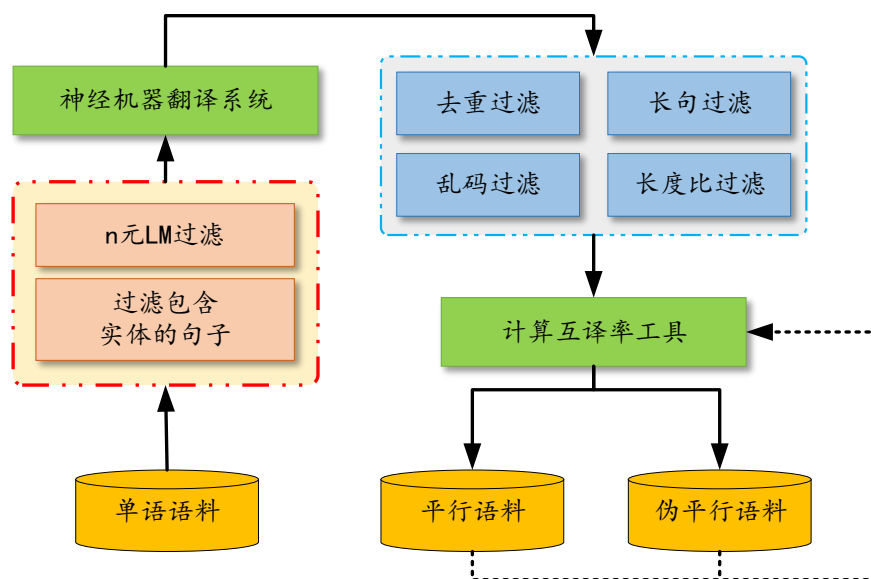 神经机器翻译系统
n元LM过滤
过滤包含
实体的句子
单语语料
去重过滤
长句过滤
乱码过滤
长度比过滤
计算互译率工具
平行语料
伪平行语料